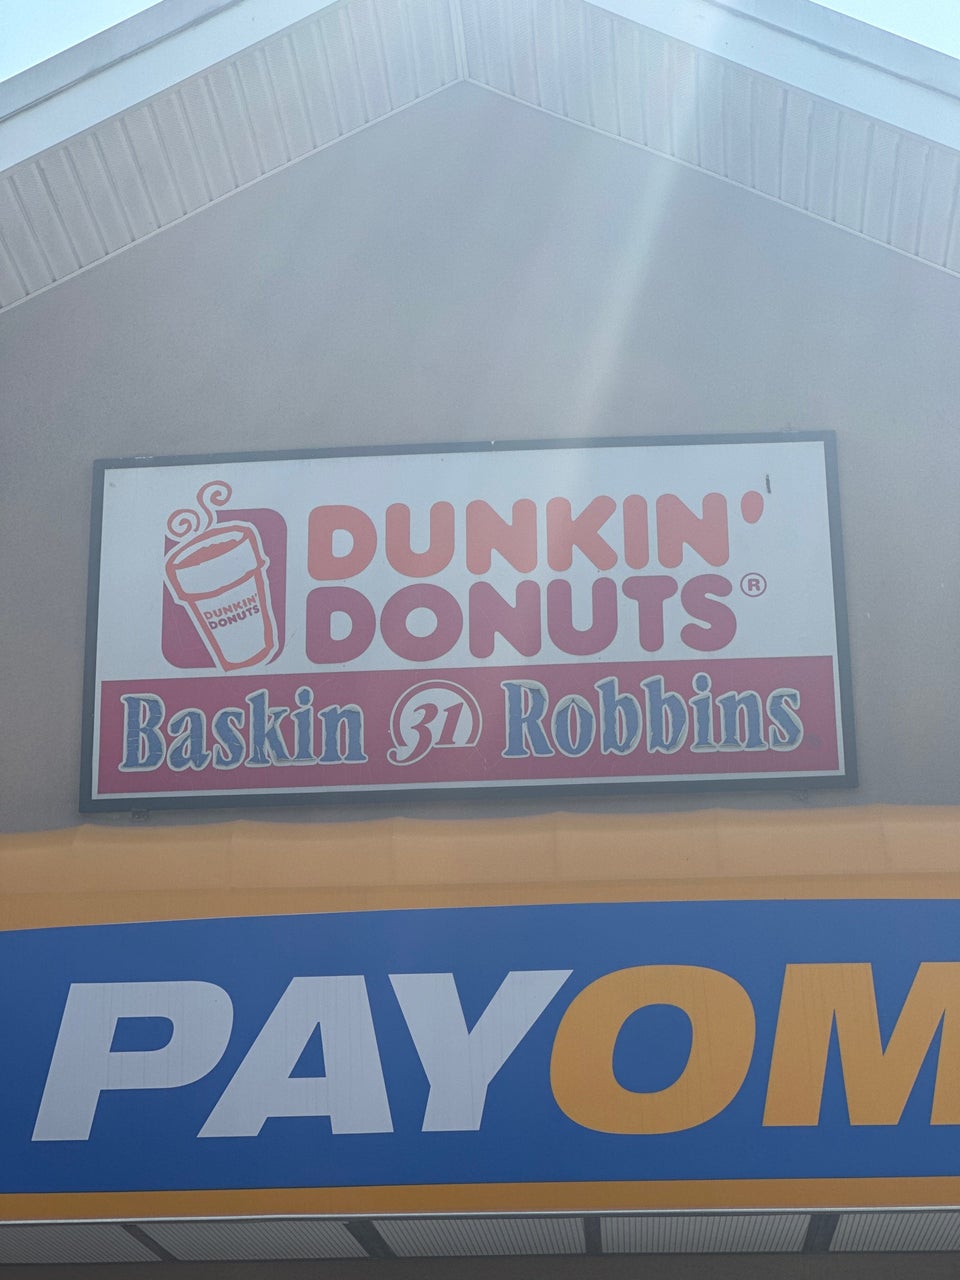 DUNKIN'
DONUTS®
DUNKIN'
DONUTS
Baskin 31 Robbins
PAYOM